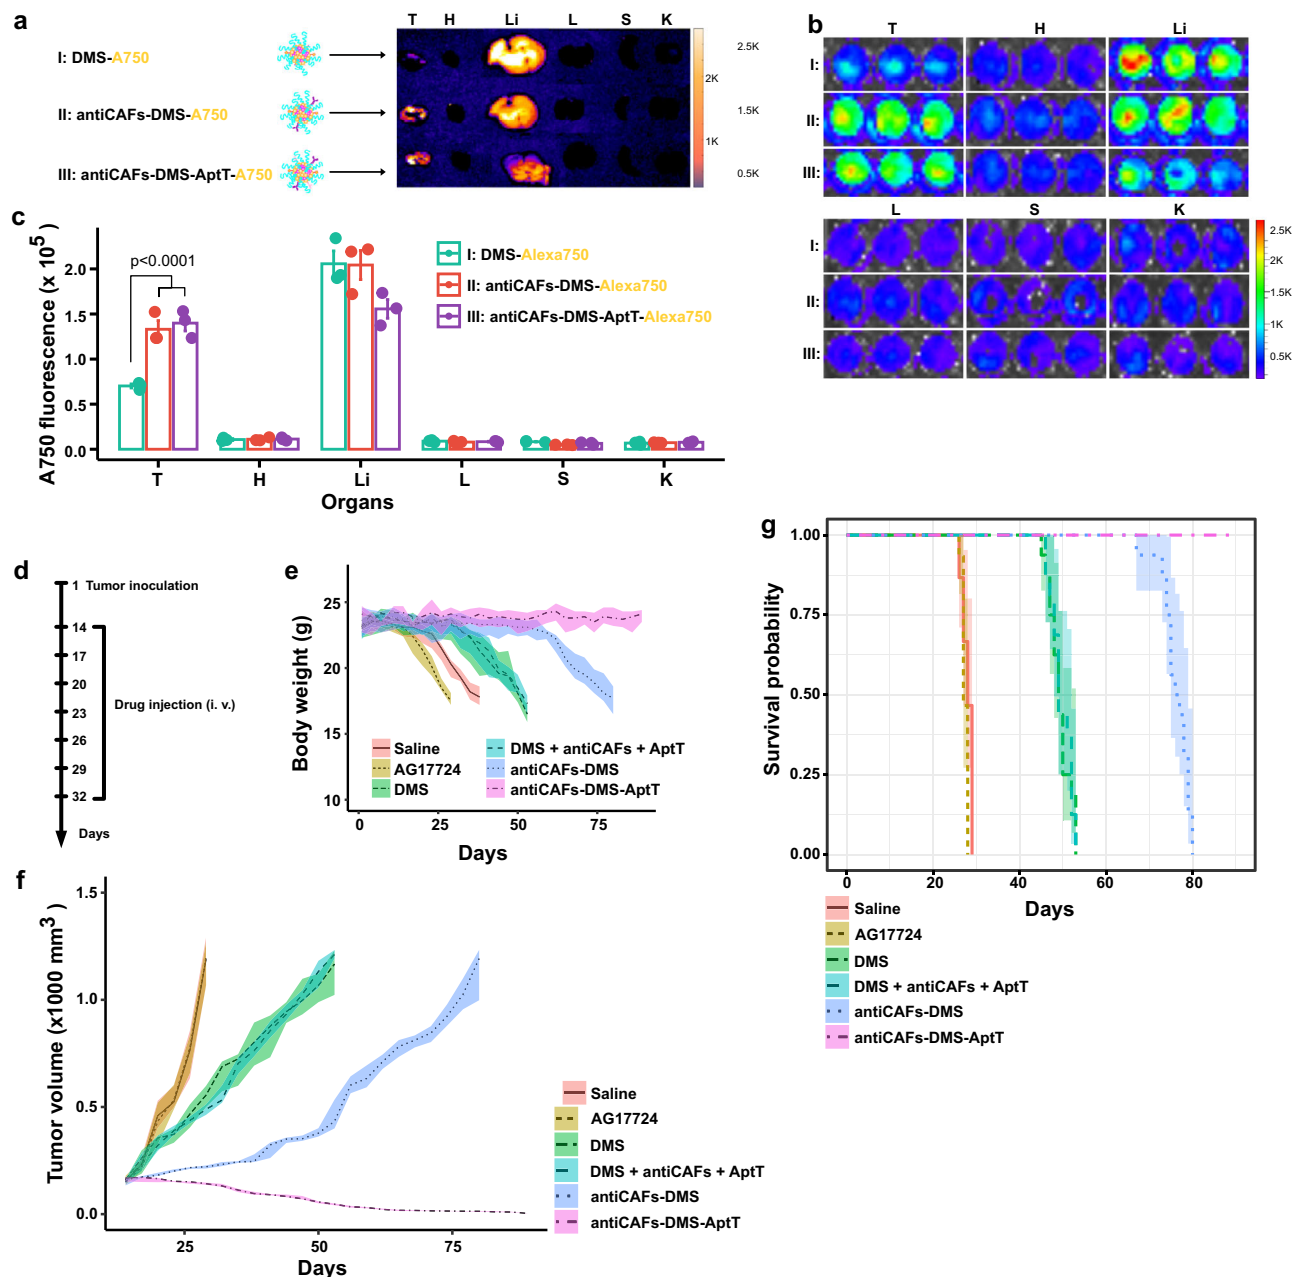 a
T H Li L S K
I: DMS-A750
II: antiCAFs-DMS-A750
III: antiCAFs-DMS-AptT-A750
2.5K
2K
1.5K
1K
0.5K
b
T H Li
I:
II:
III:
L S K
I:
II:
III:
2.5K
2K
1.5K
1K
0.5K
c
A750 fluorescence (x 10^5)
2.0
1.5
1.0
0.5
0.0
p<0.0001
I: DMS-Alexa750
II: antiCAFs-DMS-Alexa750
III: antiCAFs-DMS-AptT-Alexa750
T H Li L S K
Organs
d
1 Tumor inoculation
14
17
20
23
26
29
32
Drug injection (i. v.)
Days
e
Body weight (g)
25
20
15
10
Saline
AG17724
DMS
DMS + antiCAFs + AptT
antiCAFs-DMS
antiCAFs-DMS-AptT
0 25 50 75
Days
f
Tumor volume (x1000 mm^3)
1.5
1.0
0.5
0.0
25 50 75
Days
Saline
AG17724
DMS
DMS + antiCAFs + AptT
antiCAFs-DMS
antiCAFs-DMS-AptT
g
Survival probability
1.00
0.75
0.50
0.25
0.00
0 20 40 60 80
Days
Saline
AG17724
DMS
DMS + antiCAFs + AptT
antiCAFs-DMS
antiCAFs-DMS-AptT